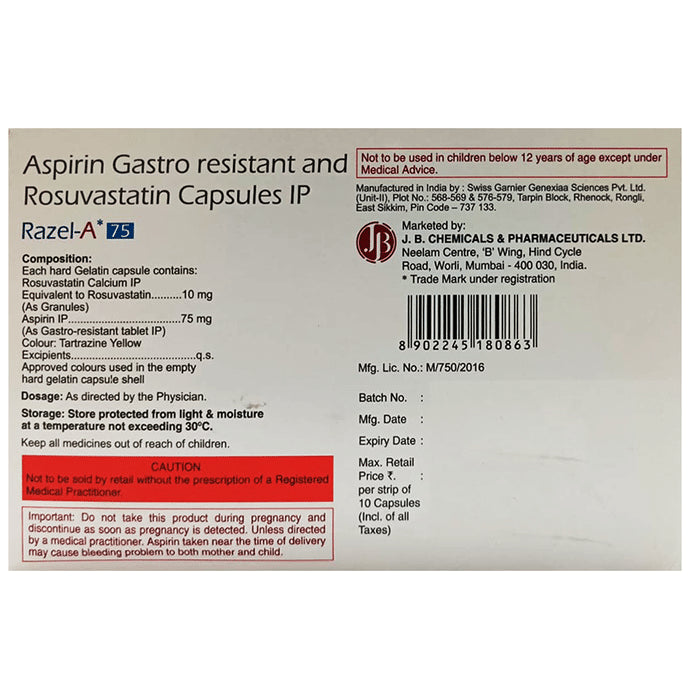 Aspirin Gastro resistant and
Rosuvastatin Capsules IP
Razel-A* 75
Composition:
Each hard Gelatin capsule contains:
Rosuvastatin Calcium IP
Equivalent to Rosuvastatin..........10 mg
(As Granules)
Aspirin IP....................75 mg
(As Gastro-resistant tablet IP)
Colour: Tartrazine Yellow
Excipients......................q.s.
Approved colours used in the empty
hard gelatin capsule shell
Dosage: As directed by the Physician.
Storage: Store protected from light & moisture
at a temperature not exceeding 30ºC.
Keep all medicines out of reach of children.
CAUTION
Not to be sold by retail without the prescription of a Registered
Medical Practitioner.
Important: Do not take this product during pregnancy and
discontinue as soon as pregnancy is detected. Unless directed
by a medical practitioner. Aspirin taken near the time of delivery
may cause bleeding problem to both mother and child.
Not to be used in children below 12 years of age except under
Medical Advice.
Manufactured in India by : Swiss Garnier Genexiaa Sciences Pvt. Ltd.
(Unit-II), Plot No.: 568-569 & 576-579, Tarpin Block, Rhenock, Rongli,
East Sikkim, Pin Code – 737 133.
JB
Marketed by:
J. B. CHEMICALS & PHARMACEUTICALS LTD.
Neelam Centre, 'B' Wing, Hind Cycle
Road, Worli, Mumbai - 400 030, India.
* Trade Mark under registration
8 902245 180863
Mfg. Lic. No.: M/750/2016
Batch No. :
Mfg. Date :
Expiry Date :
Max. Retail
Price ₹. :
per strip of
10 Capsules
(Incl. of all
Taxes)